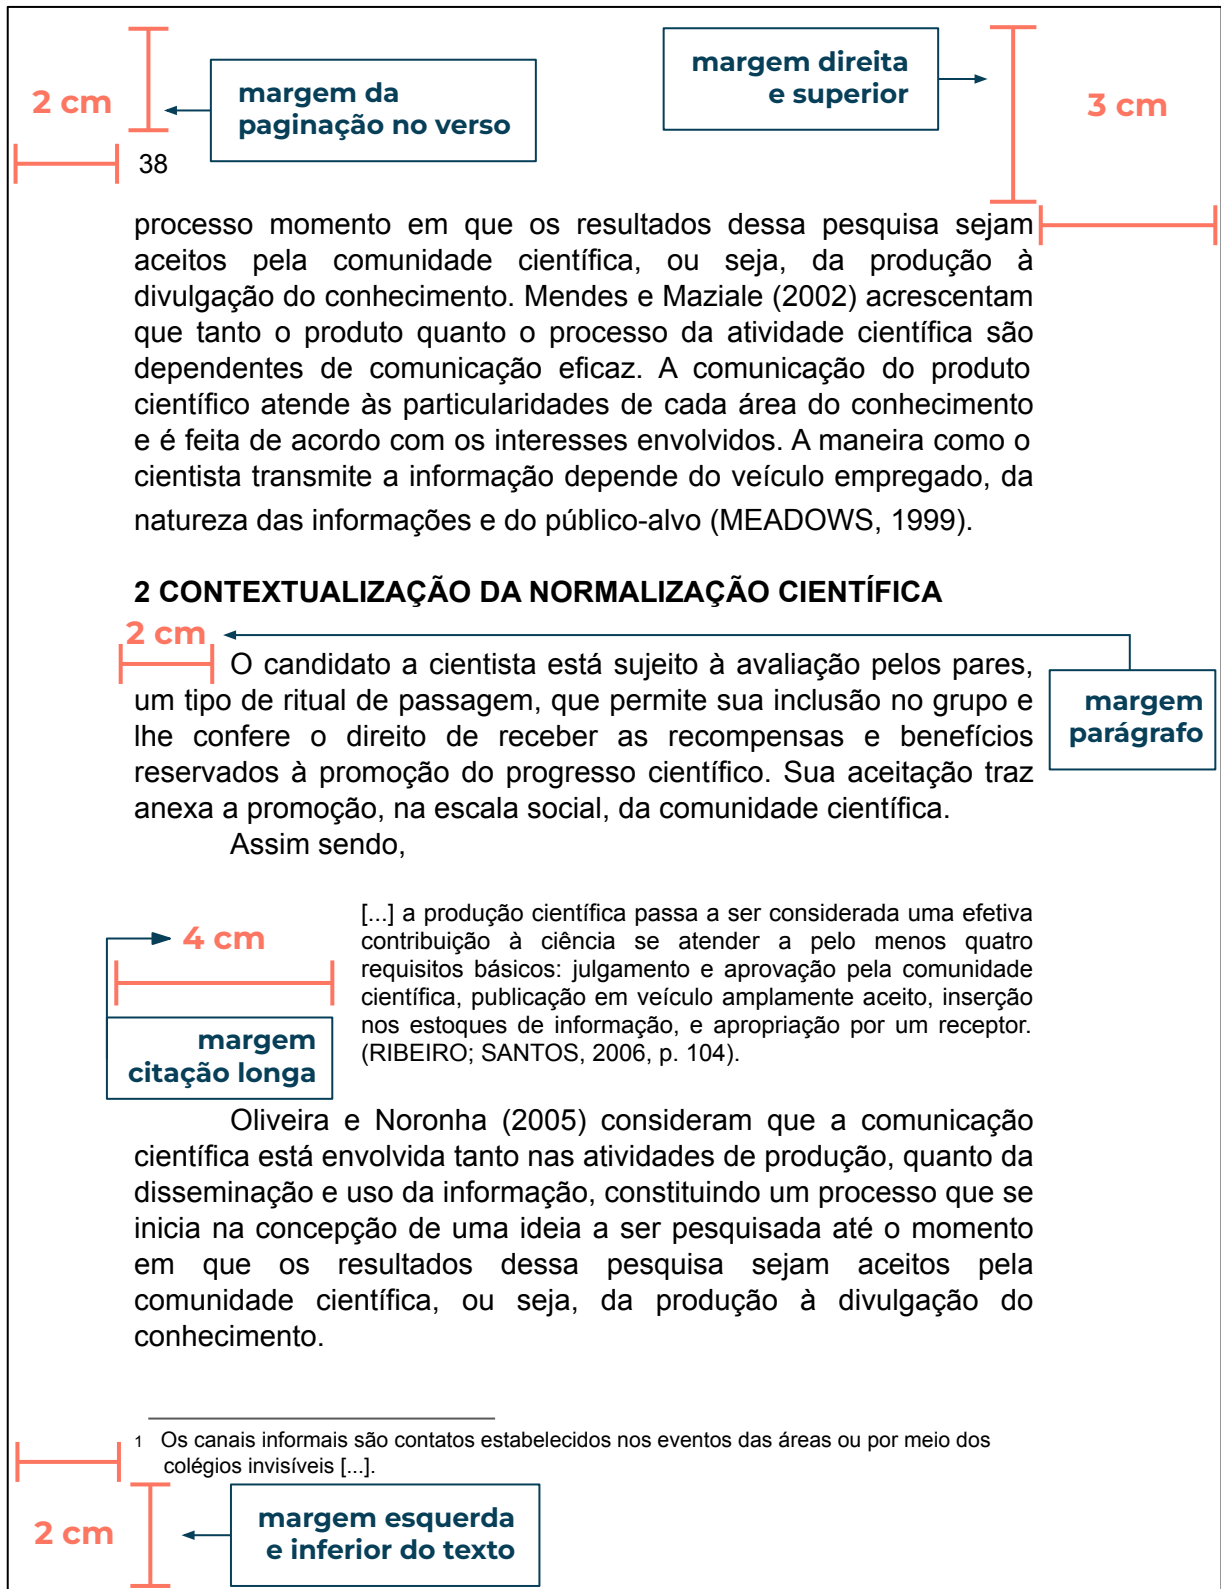 margem direita
e superior
2 cm
margem da
paginação no verso
3 cm
38
processo momento em que os resultados dessa pesquisa sejam
aceitos pela comunidade científica, ou seja, da produção à
divulgação do conhecimento. Mendes e Maziale (2002) acrescentam
que tanto o produto quanto o processo da atividade científica são
dependentes de comunicação eficaz. A comunicação do produto
científico atende às particularidades de cada área do conhecimento
e é feita de acordo com os interesses envolvidos. A maneira como o
cientista transmite a informação depende do veículo empregado, da
natureza das informações e do público-alvo (MEADOWS, 1999).
2 CONTEXTUALIZAÇÃO DA NORMALIZAÇÃO CIENTÍFICA
2 cm
O candidato a cientista está sujeito à avaliação pelos pares,
um tipo de ritual de passagem, que permite sua inclusão no grupo e
lhe confere o direito de receber as recompensas e benefícios
reservados à promoção do progresso científico. Sua aceitação traz
anexa a promoção, na escala social, da comunidade científica.
margem
parágrafo
Assim sendo,
[...] a produção científica passa a ser considerada uma efetiva
contribuição à ciência se atender a pelo menos quatro
requisitos básicos: julgamento e aprovação pela comunidade
científica, publicação em veículo amplamente aceito, inserção
nos estoques de informação, e apropriação por um receptor.
(RIBEIRO; SANTOS, 2006, p. 104).
4 cm
margem
citação longa
Oliveira e Noronha (2005) consideram que a comunicação
científica está envolvida tanto nas atividades de produção, quanto da
disseminação e uso da informação, constituindo um processo que se
inicia na concepção de uma ideia a ser pesquisada até o momento
em que os resultados dessa pesquisa sejam aceitos pela
comunidade científica, ou seja, da produção à divulgação do
conhecimento.
1 Os canais informais são contatos estabelecidos nos eventos das áreas ou por meio dos
colégios invisíveis [...].
2 cm
margem esquerda
e inferior do texto